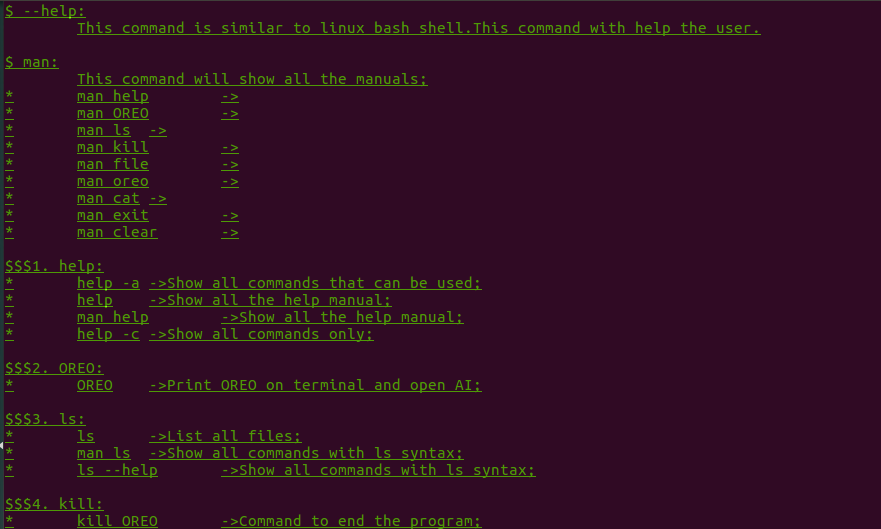 $ --help:
This command is similar to linux bash shell.This command with help the user.
$ man:
This command will show all the manuals;
* man help ->
* man OREO ->
* man ls ->
* man kill ->
* man file ->
* man oreo ->
* man cat ->
* man exit ->
* man clear ->
$$$1. help:
* help -a ->Show all commands that can be used;
* help ->Show all the help manual;
* man help ->Show all the help manual;
* help -c ->Show all commands only;
$$$2. OREO:
* OREO ->Print OREO on terminal and open AI;
$$$3. ls:
* ls ->List all files;
* man ls ->Show all commands with ls syntax;
* ls --help ->Show all commands with ls syntax;
$$$4. kill:
* kill OREO ->Command to end the program;